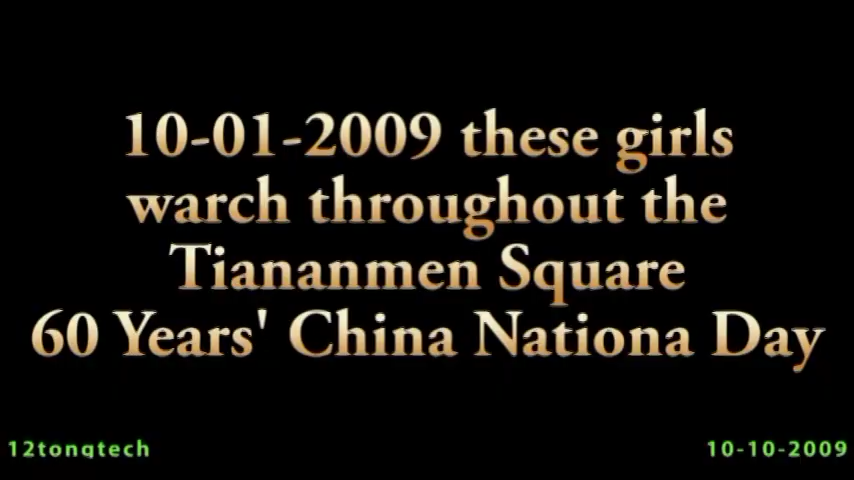 10-01-2009 these girls
warch throughout the
Tiananmen Square
60 Years' China Nationa Day
12tongtech
10-10-2009